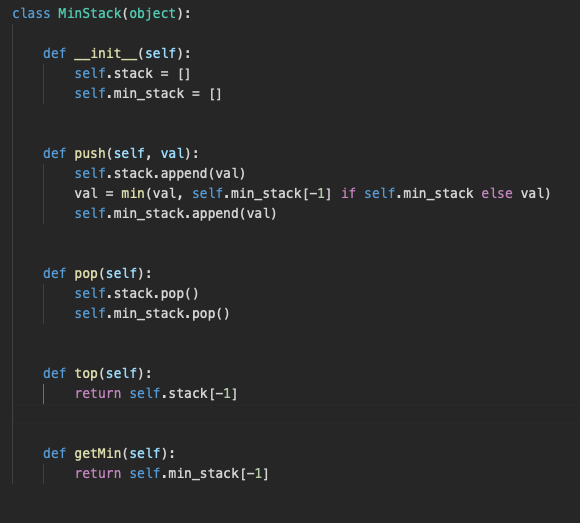 class MinStack(object):
def __init__(self):
self.stack = []
self.min_stack = []
def push(self, val):
self.stack.append(val)
val = min(val, self.min_stack[-1] if self.min_stack else val)
self.min_stack.append(val)
def pop(self):
self.stack.pop()
self.min_stack.pop()
def top(self):
return self.stack[-1]
def getMin(self):
return self.min_stack[-1]